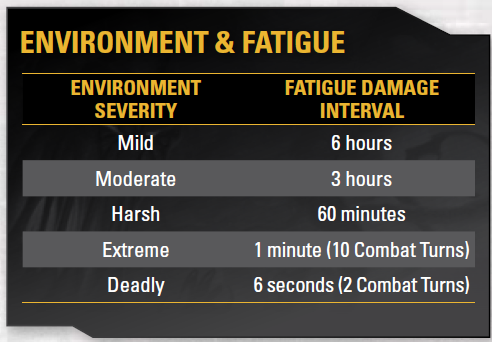 ENVIRONMENT & FATIGUE
ENVIRONMENT SEVERITY FATIGUE DAMAGE INTERVAL
Mild 6 hours
Moderate 3 hours
Harsh 60 minutes
Extreme 1 minute (10 Combat Turns)
Deadly 6 seconds (2 Combat Turns)